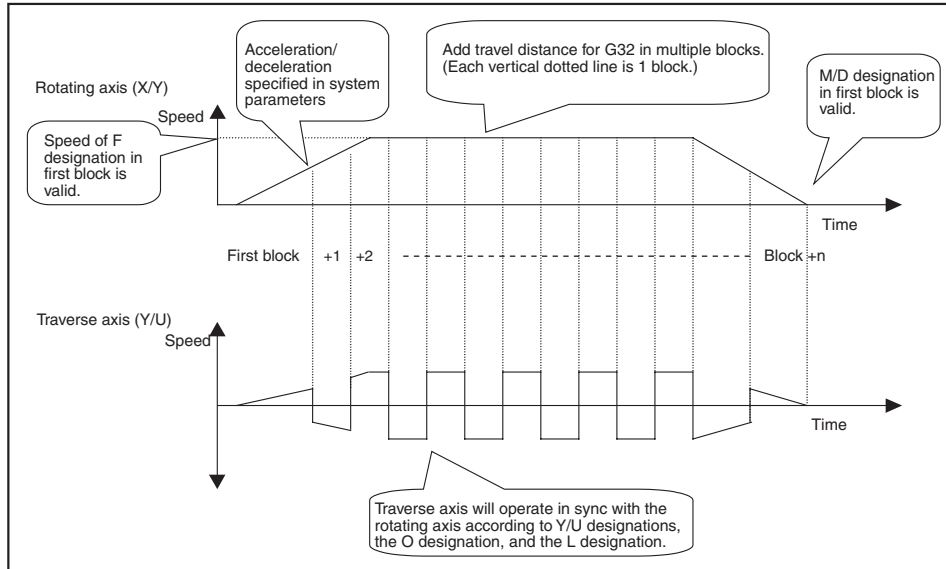 Acceleration/
deceleration
specified in system
parameters
Add travel distance for G32 in multiple blocks.
(Each vertical dotted line is 1 block.)
M/D designation
in first block is
valid.
Rotating axis (X/Y)
Speed
Speed of F
designation in
first block is
valid.
Time
First block +1 +2 Block +n
Traverse axis (Y/U)
Speed
Time
Traverse axis will operate in sync with the
rotating axis according to Y/U designations,
the O designation, and the L designation.